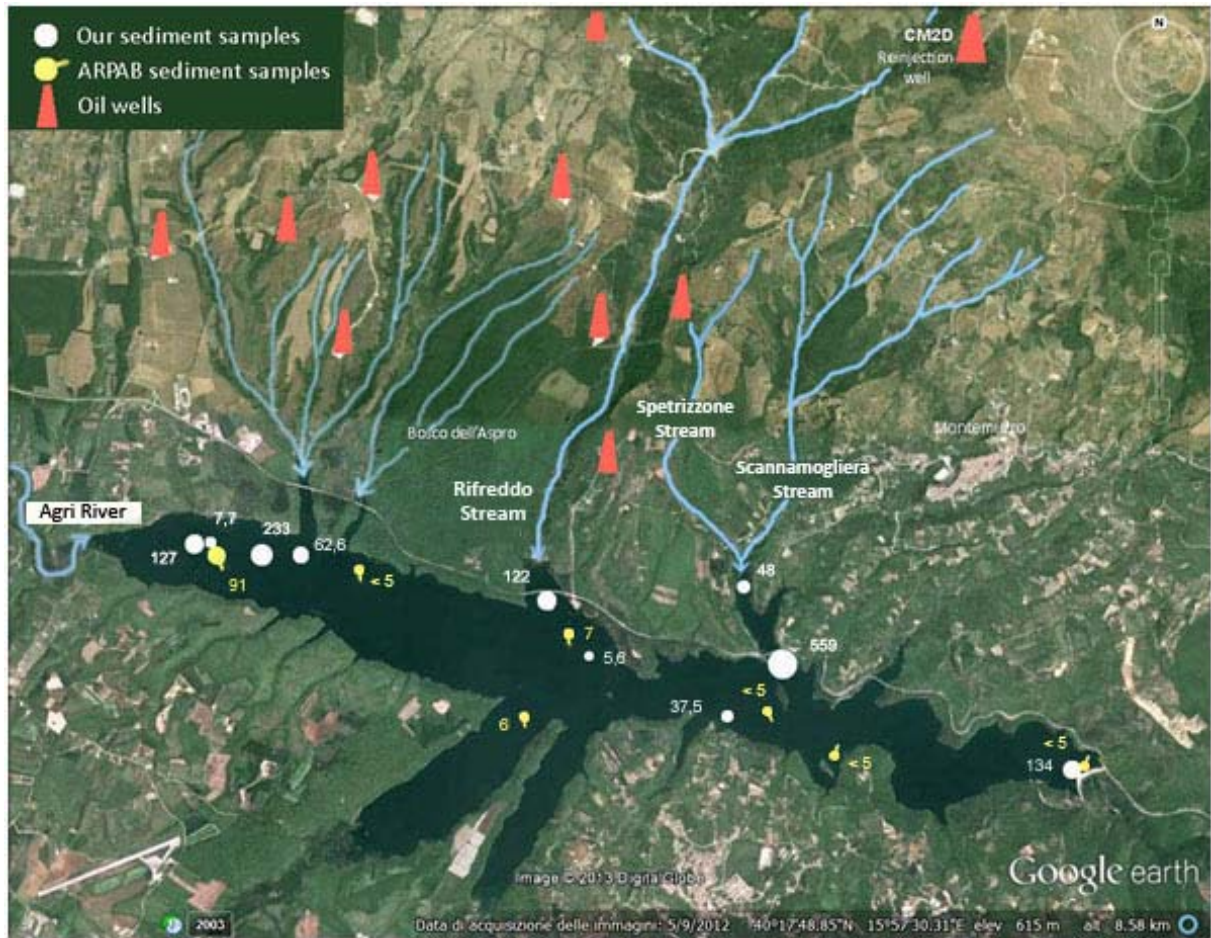 Our sediment samples
ARPAB sediment samples
Oil wells
N
CM2D
Reinjection
well
Bosco dell'Aspro
Spetrizzone
Stream
Montemurro
Scannamogliera
Stream
Rifreddo
Stream
Agri River
7,7
233
127
62,6
91
< 5
122
48
7
559
5,6
< 5
37,5
6
< 5
< 5
134
Google earth
Image © 2013 DigitalGlobe
2003
Data di acquisizione delle immagini: 5/9/2012 40°17'48.85"N 15°57'30.31"E elev 615 m alt 8.58 km